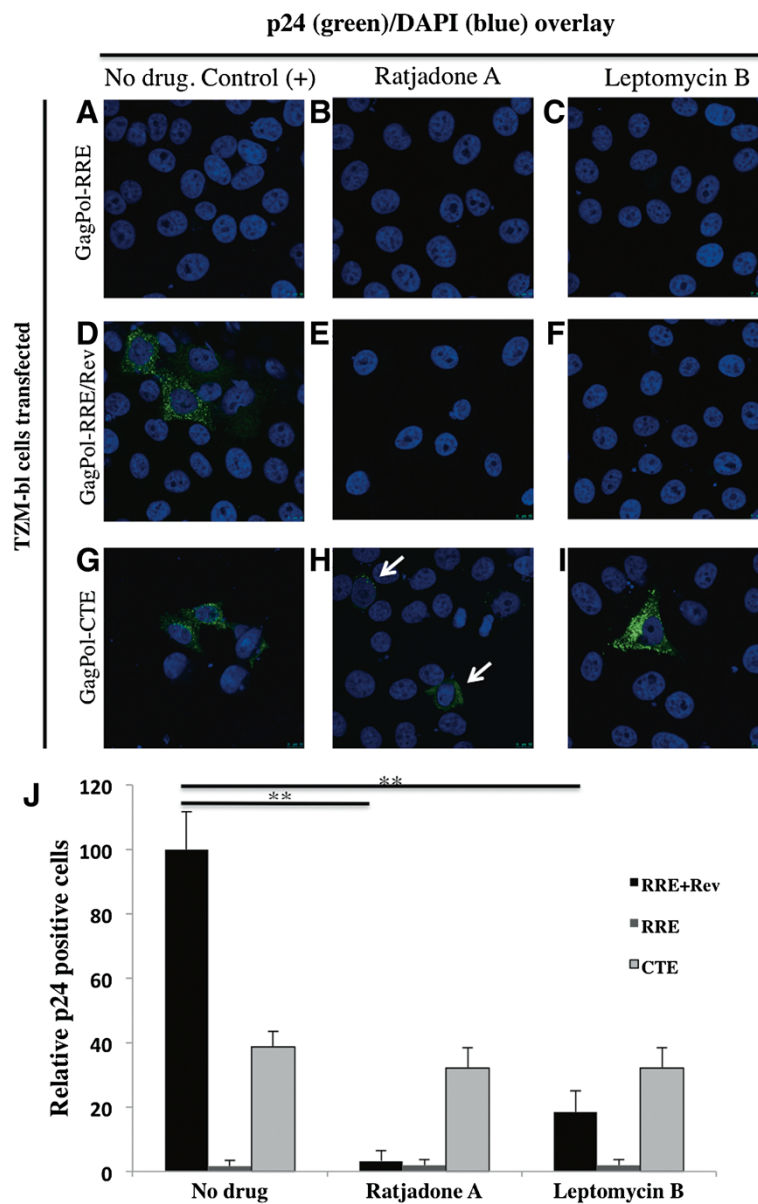 p24 (green)/DAPI (blue) overlay
No drug. Control (+) Ratjadone A Leptomycin B
TZM-bl cells transfected
GagPol-RRE
A B C
GagPol-RRE/Rev
D E F
GagPol-CTE
G H I
J
Relative p24 positive cells
120
100
80
60
40
20
0
**
**
RRE+Rev
RRE
CTE
No drug Ratjadone A Leptomycin B